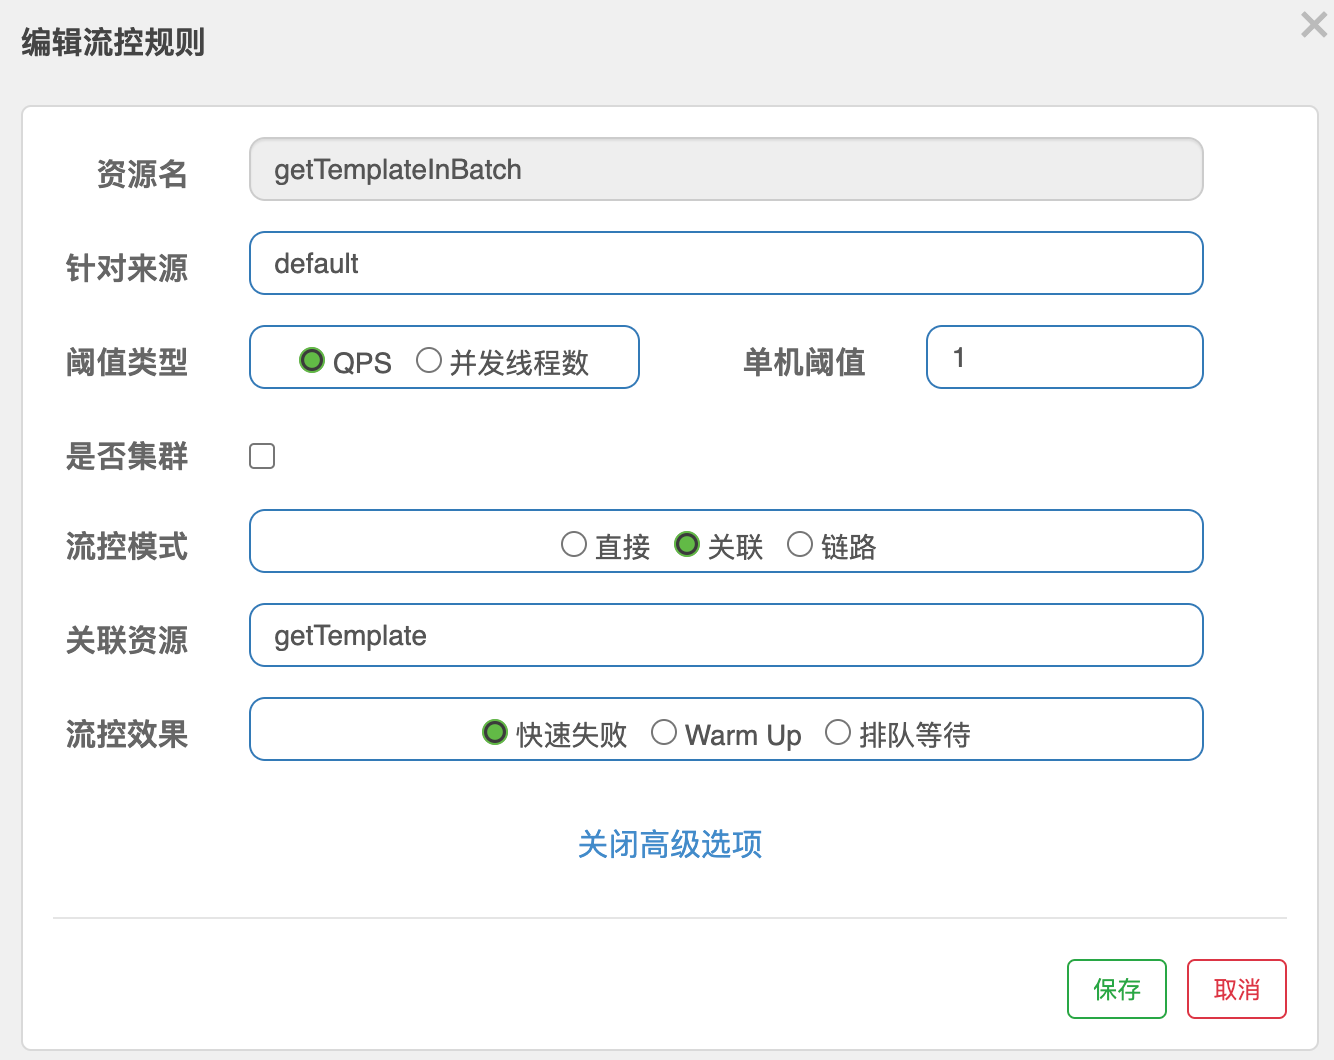 编辑流控规则
资源名 getTemplateInBatch
针对来源 default
阈值类型 QPS 并发线程数 单机阈值 1
是否集群
流控模式 直接 关联 链路
关联资源 getTemplate
流控效果 快速失败 Warm Up 排队等待
关闭高级选项
保存 取消